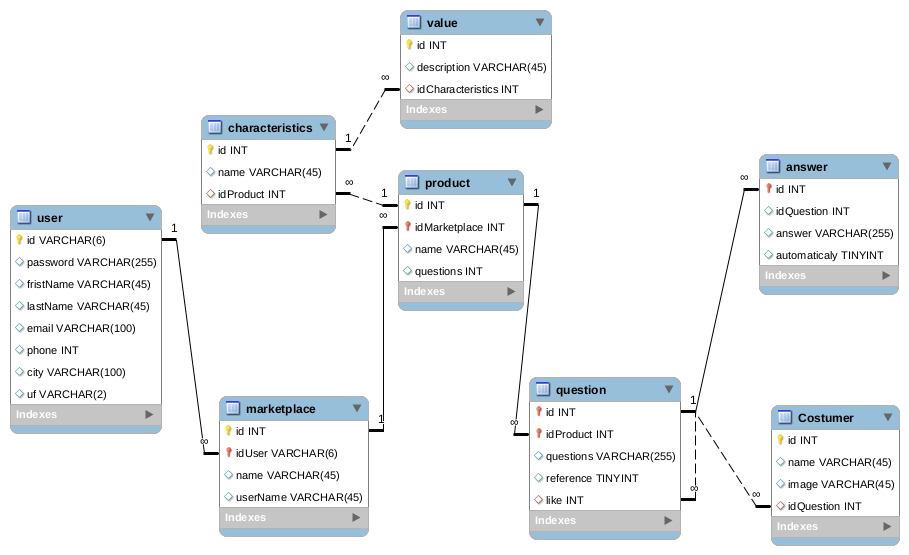 value
id INT
description VARCHAR(45)
idCharacteristics INT
Indexes
∞
1
characteristics
id INT
name VARCHAR(45)
idProduct INT
Indexes
∞
1
∞
product
id INT
idMarketplace INT
name VARCHAR(45)
questions INT
Indexes
1
∞
answer
id INT
idQuestion INT
answer VARCHAR(255)
automaticaly TINYINT
Indexes
user
id VARCHAR(6)
password VARCHAR(255)
fristName VARCHAR(45)
lastName VARCHAR(45)
email VARCHAR(100)
phone INT
city VARCHAR(100)
uf VARCHAR(2)
Indexes
1
∞
marketplace
id INT
idUser VARCHAR(6)
name VARCHAR(45)
userName VARCHAR(45)
Indexes
1
∞
question
id INT
idProduct INT
questions VARCHAR(255)
reference TINYINT
like INT
Indexes
1
∞
∞
Costumer
id INT
name VARCHAR(45)
image VARCHAR(45)
idQuestion INT
Indexes